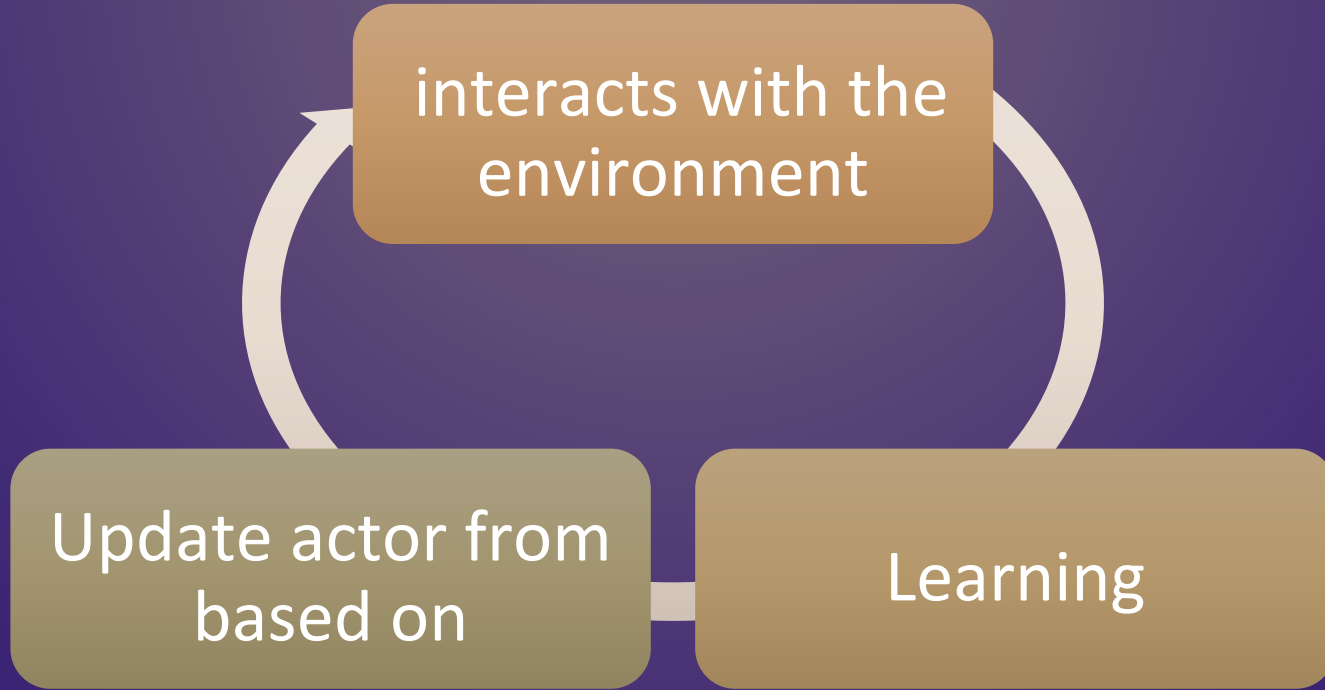 interacts with the
environment
Update actor from
based on
Learning